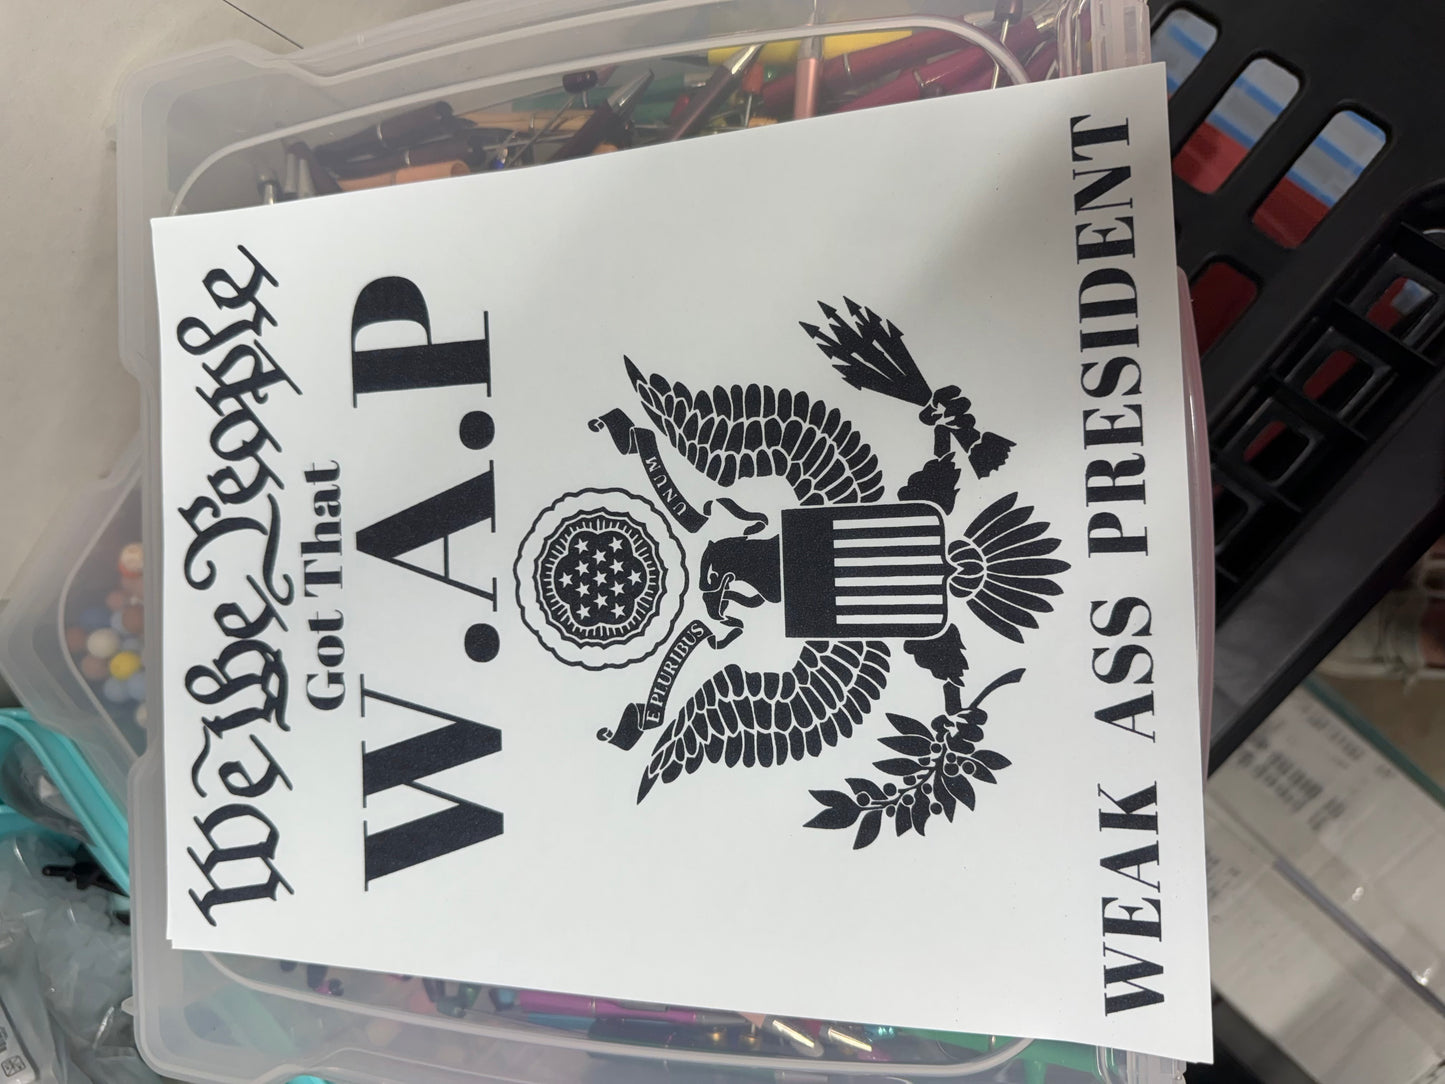 We the People
Got That
W.A.P
E PLURIBUS UNUM
WEAK ASS PRESIDENT